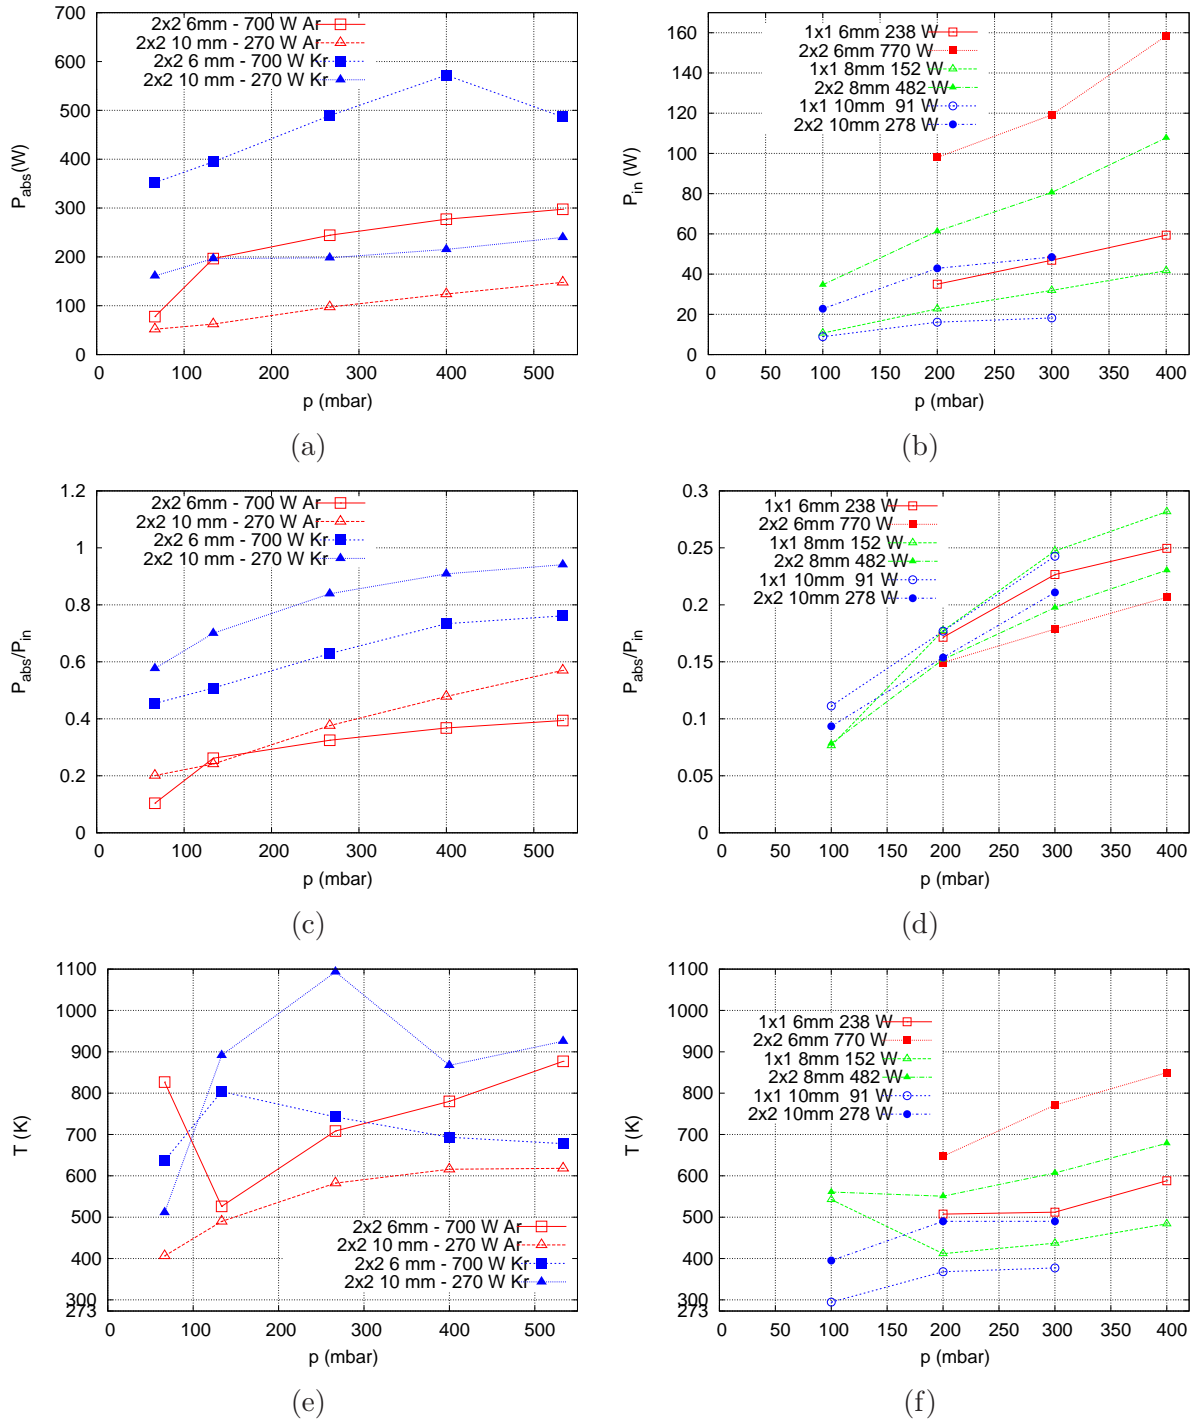 2x2 6mm - 700 W Ar
2x2 10 mm - 270 W Ar
2x2 6 mm - 700 W Kr
2x2 10 mm - 270 W Kr
P_abs(W)
700
600
500
400
300
200
100
0
0 100 200 300 400 500
p (mbar)
(a)
1x1 6mm 238 W
2x2 6mm 770 W
1x1 8mm 152 W
2x2 8mm 482 W
1x1 10mm 91 W
2x2 10mm 278 W
P_in (W)
160
140
120
100
80
60
40
20
0
0 50 100 150 200 250 300 350 400
p (mbar)
(b)
2x2 6mm - 700 W Ar
2x2 10 mm - 270 W Ar
2x2 6 mm - 700 W Kr
2x2 10 mm - 270 W Kr
P_abs/P_in
1.2
1
0.8
0.6
0.4
0.2
0
0 100 200 300 400 500
p (mbar)
(c)
1x1 6mm 238 W
2x2 6mm 770 W
1x1 8mm 152 W
2x2 8mm 482 W
1x1 10mm 91 W
2x2 10mm 278 W
P_abs/P_in
0.3
0.25
0.2
0.15
0.1
0.05
0
0 50 100 150 200 250 300 350 400
p (mbar)
(d)
T (K)
1100
1000
900
800
700
600
500
400
300
273
2x2 6mm - 700 W Ar
2x2 10 mm - 270 W Ar
2x2 6 mm - 700 W Kr
2x2 10 mm - 270 W Kr
0 100 200 300 400 500
p (mbar)
(e)
1x1 6mm 238 W
2x2 6mm 770 W
1x1 8mm 152 W
2x2 8mm 482 W
1x1 10mm 91 W
2x2 10mm 278 W
T (K)
1100
1000
900
800
700
600
500
400
300
273
0 50 100 150 200 250 300 350 400
p (mbar)
(f)